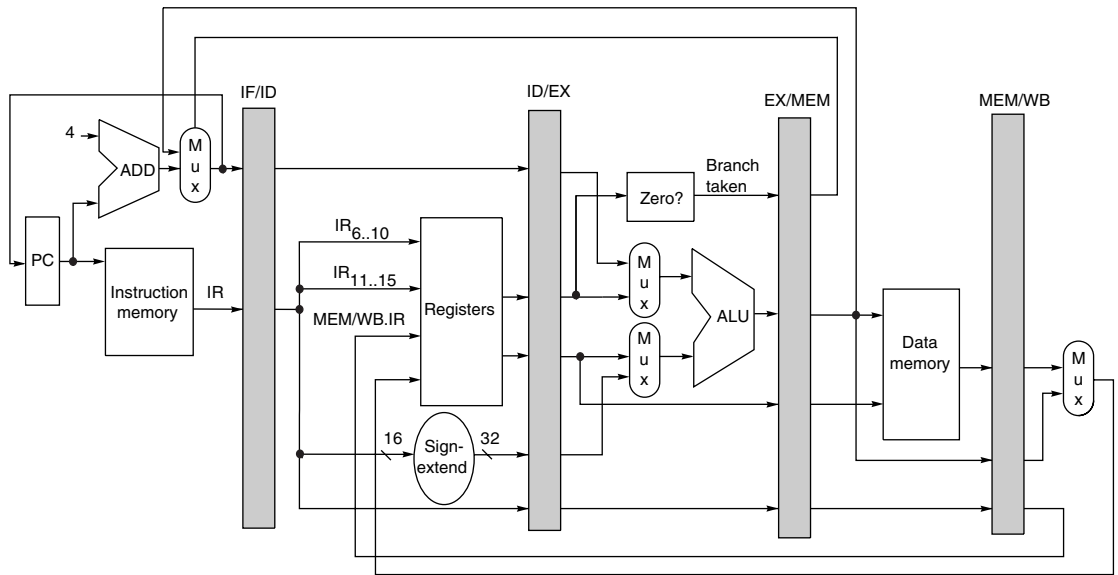 IF/ID
ID/EX
EX/MEM
MEM/WB
4
ADD
M
u
x
Branch
taken
Zero?
PC
Instruction
memory
IR
IR6..10
IR11..15
MEM/WB.IR
Registers
M
u
x
M
u
x
ALU
Data
memory
M
u
x
16
Sign-
extend
32